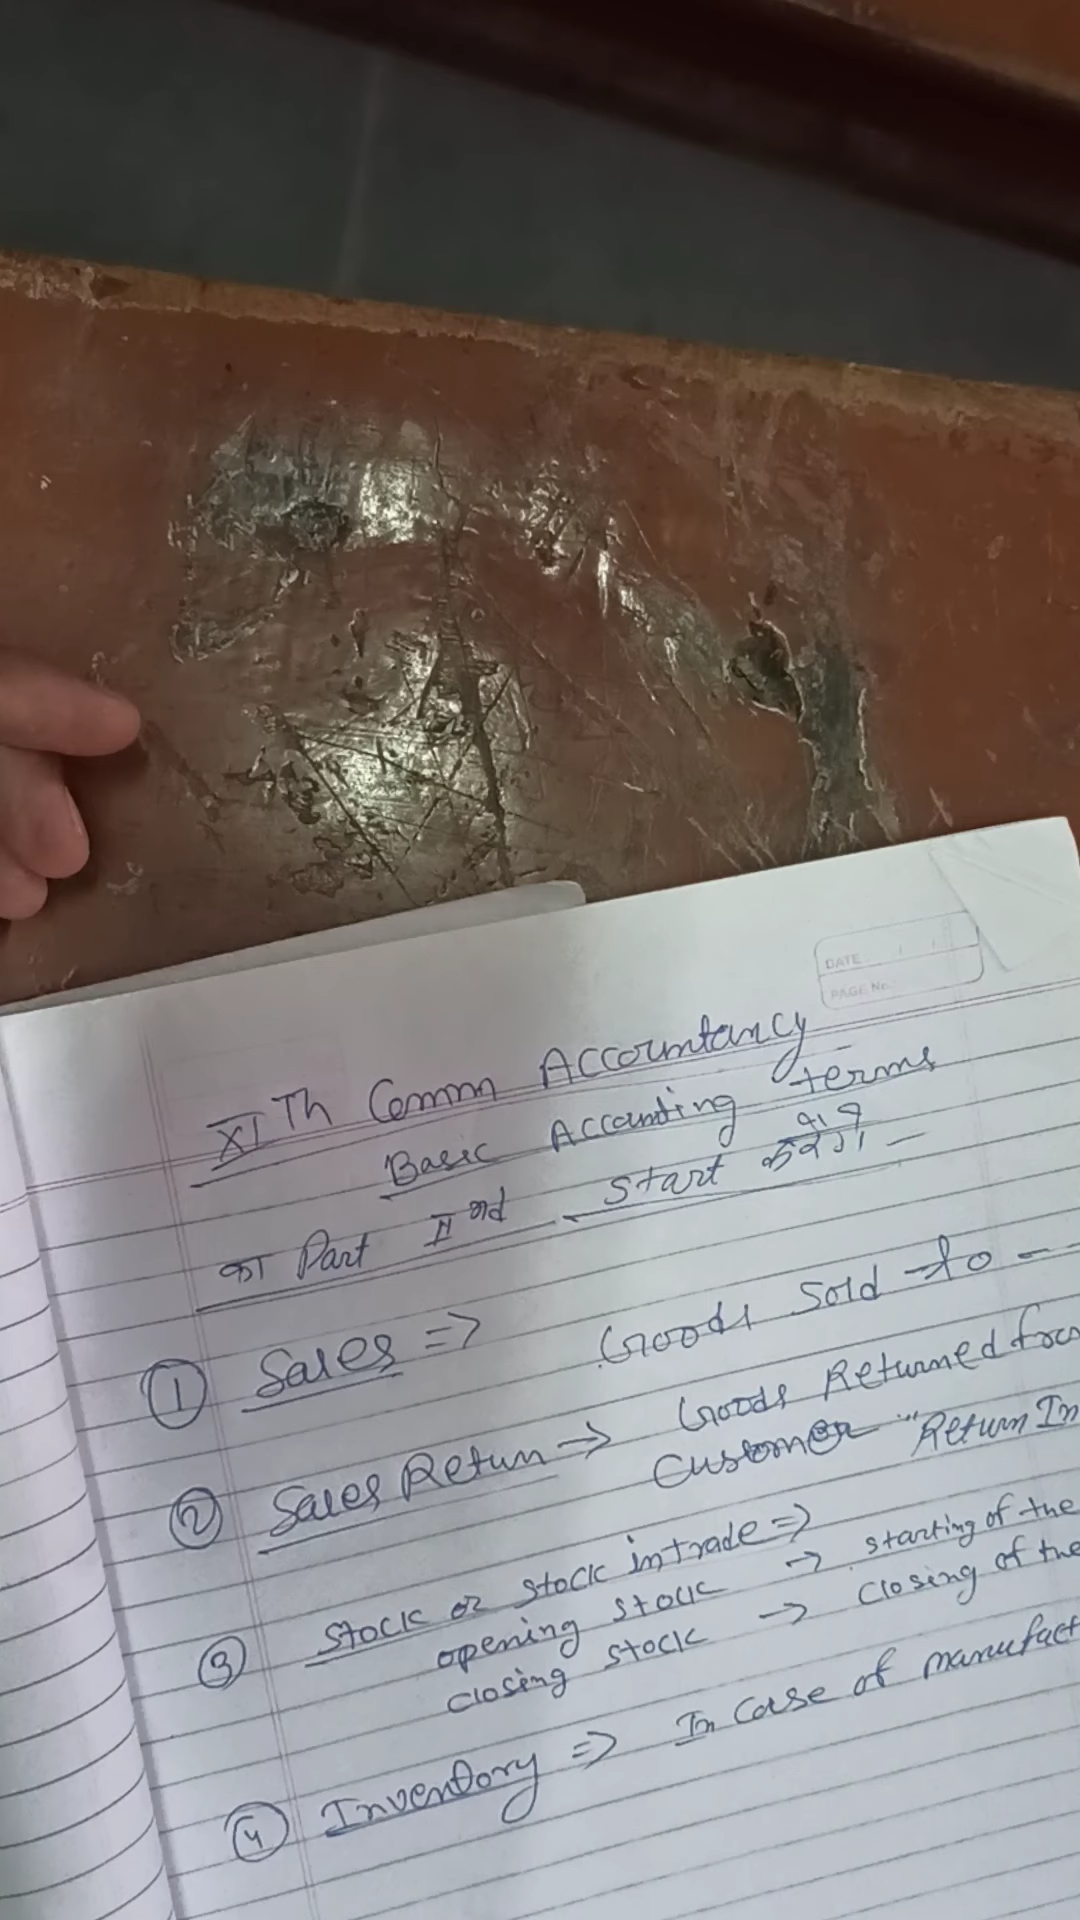 DATE
PAGE No.
XI Th Comm Accountancy
Basic Accounting terms
का Part IInd Start करेंगे —
① Sales => Goods Sold to —
② Sales Return → Goods Returned from
Customer "Return In
③ Stock or stock in trade =>
opening stock → starting of the
closing stock → closing of the
④ Inventory => In Case of manufact